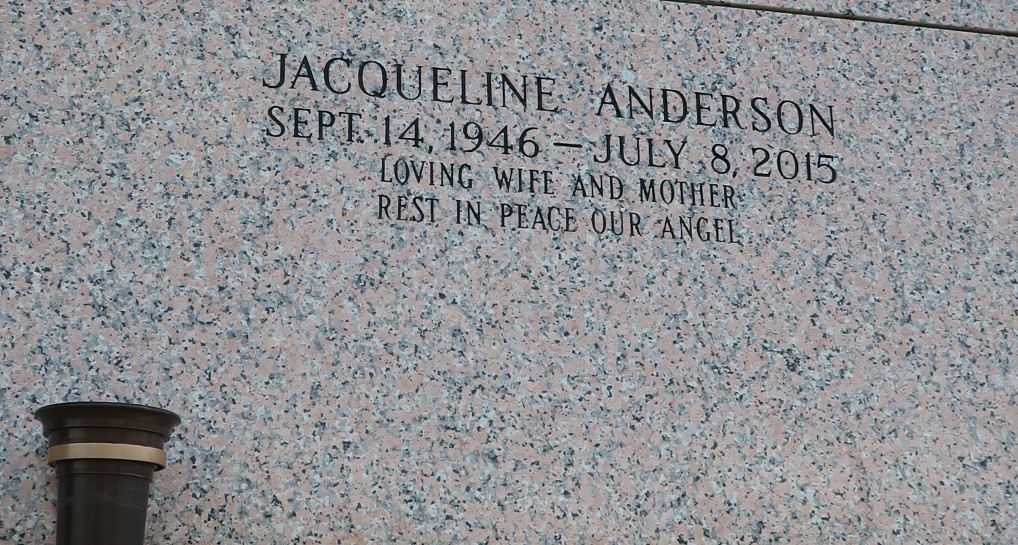 JACQUELINE ANDERSON
SEPT. 14, 1946 – JULY 8, 2015
LOVING WIFE AND MOTHER
REST IN PEACE OUR ANGEL